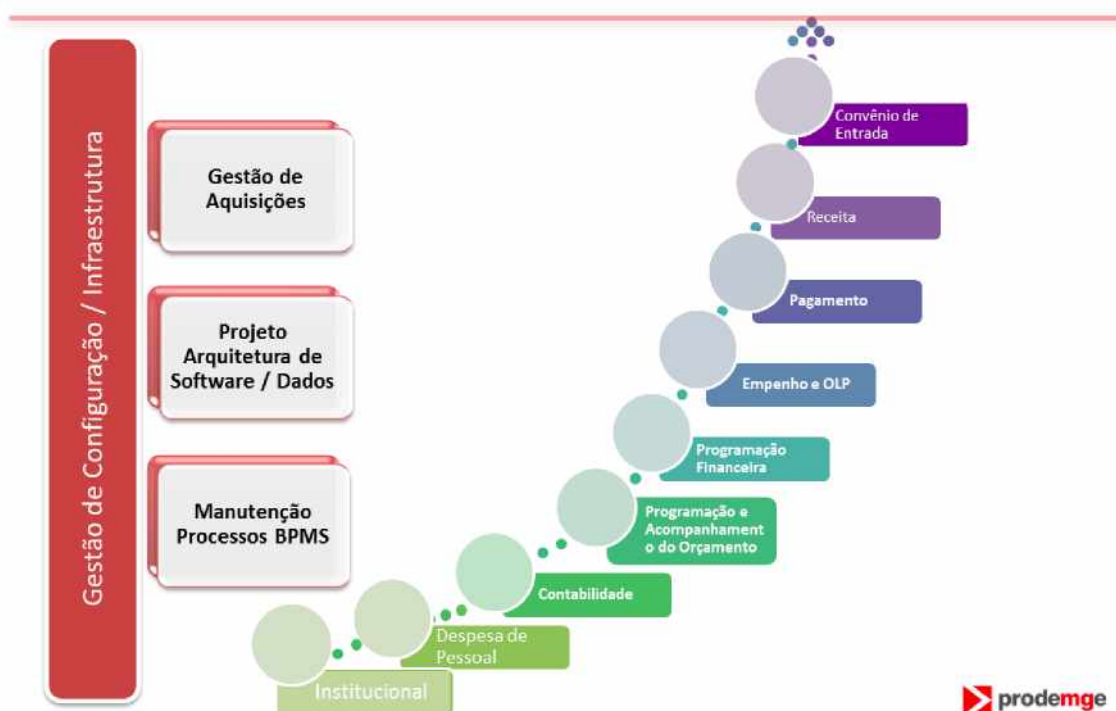 Gestão de Configuração / Infraestrutura
Gestão de
Aquisições
Projeto
Arquitetura de
Software / Dados
Manutenção
Processos BPMS
Convênio de
Entrada
Receita
Pagamento
Empenho e OLP
Programação
Financeira
Programação e
Acompanhament
o do Orçamento
Contabilidade
Despesa de
Pessoal
Institucional
prodemge